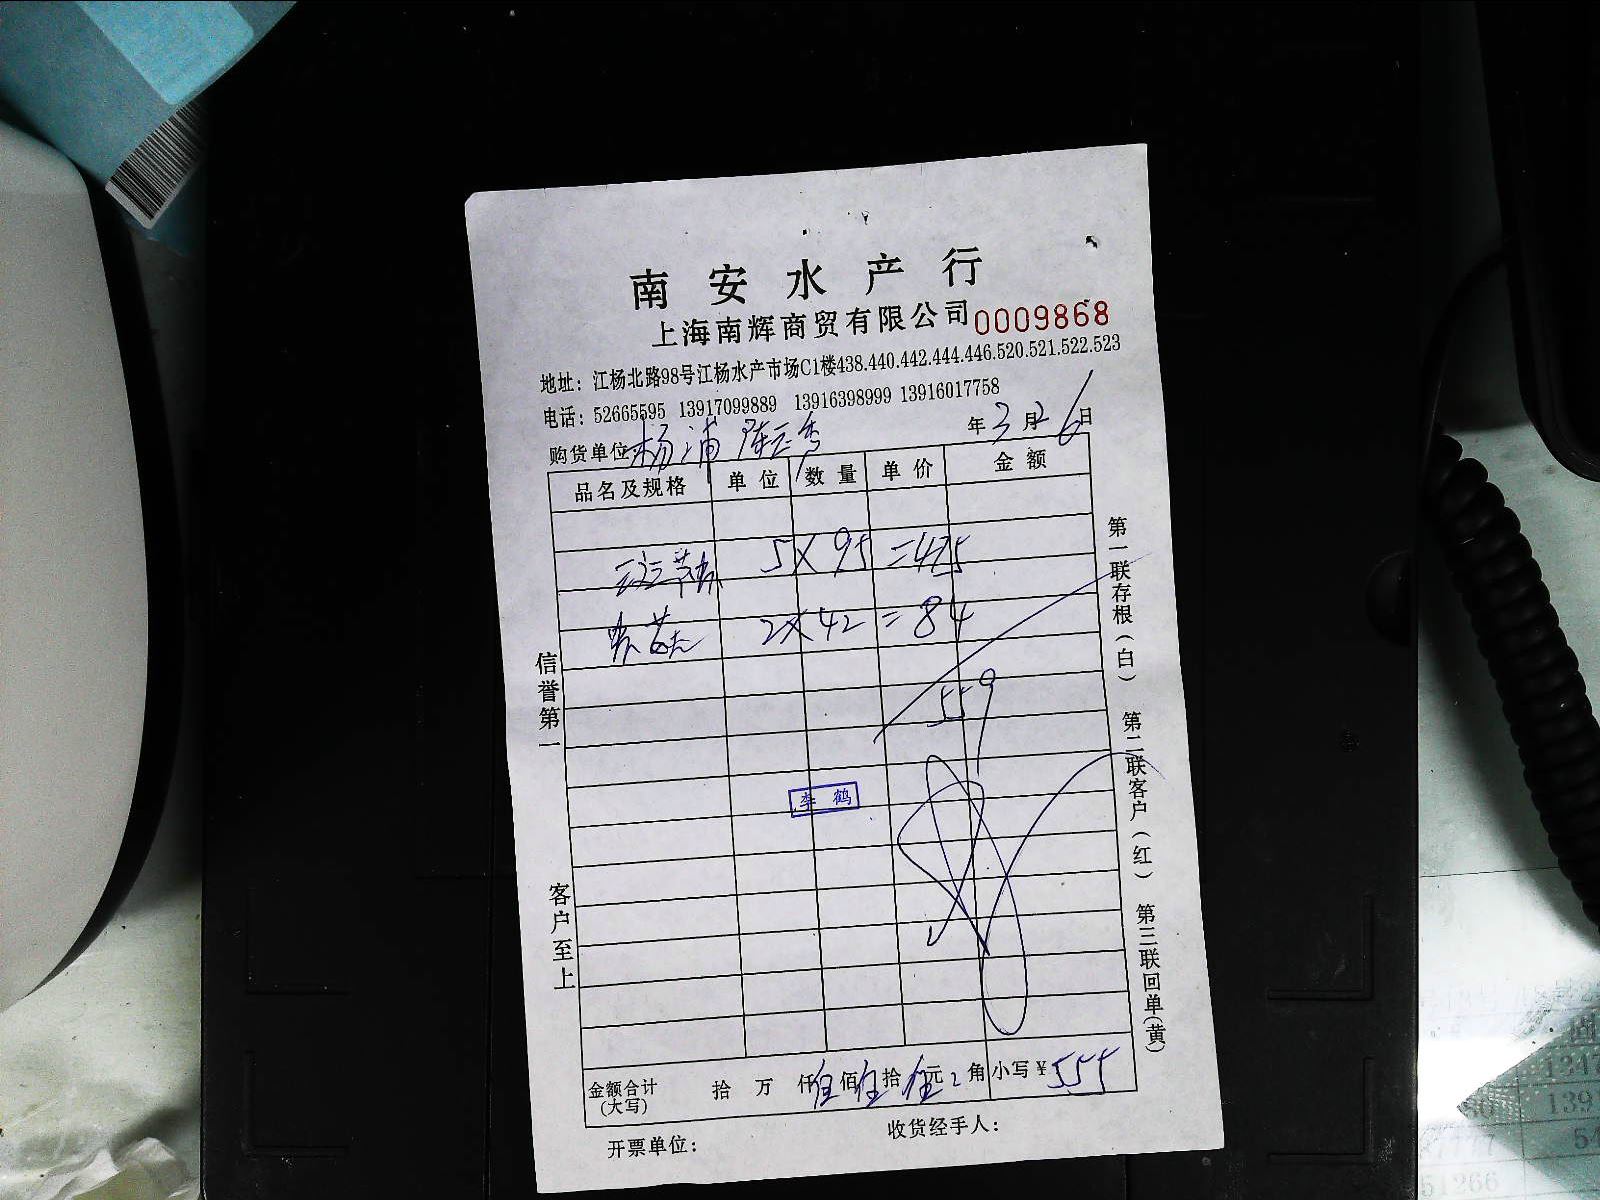 南安水产行
上海南辉商贸有限公司 0009868
地址：江杨北路98号江杨水产市场C1楼438.440.442.444.446.520.521.522.523
电话：52665595 13917099889 13916398999 13916017758
购货单位 杨浦 年3月26日
品名及规格 单位 数量 单价 金额
5×95=475
2×42=84
559
李鹤
金额合计（大写） 拾 万 仟伍佰伍拾伍元 角 小写¥555
开票单位： 收货经手人：
信誉第一
客户至上
第一联存根（白） 第二联客户（红） 第三联回单（黄）